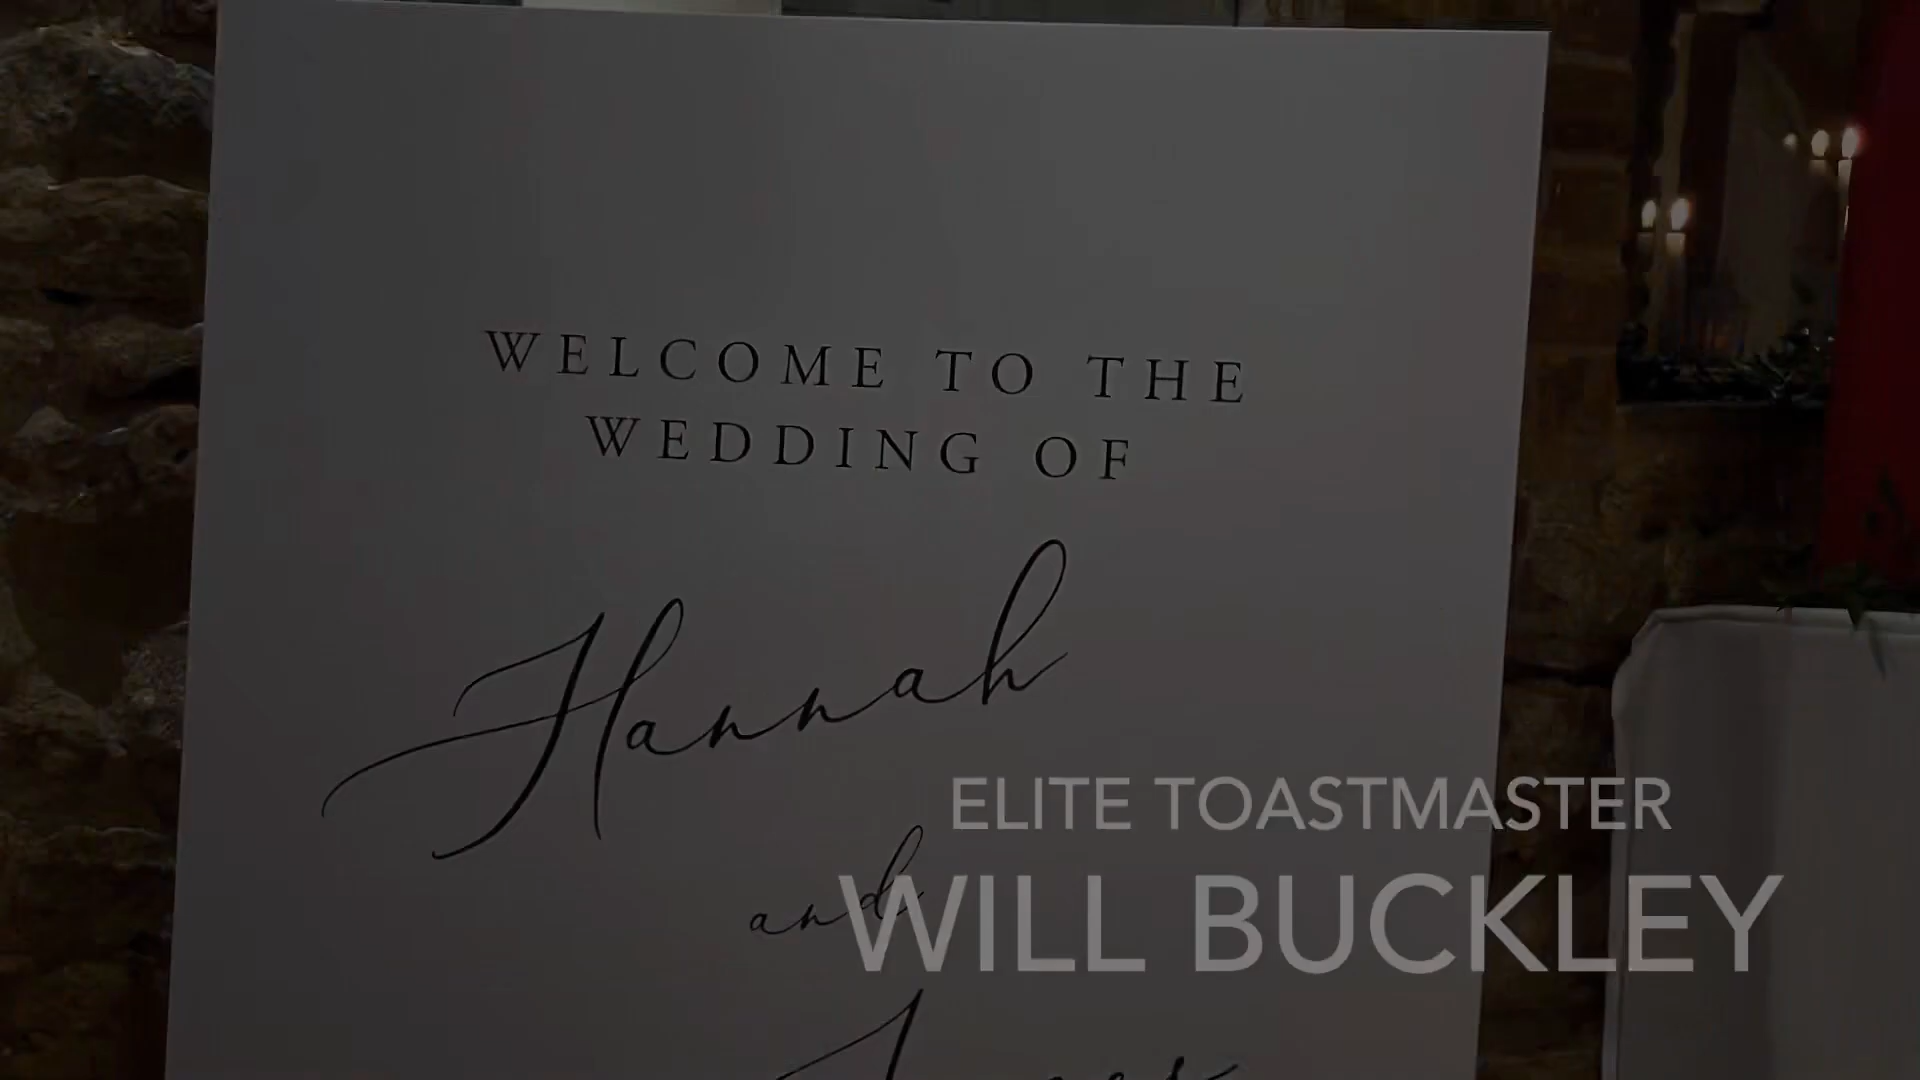 WELCOME TO THE
WEDDING OF
Hannah
and
ELITE TOASTMASTER
WILL BUCKLEY